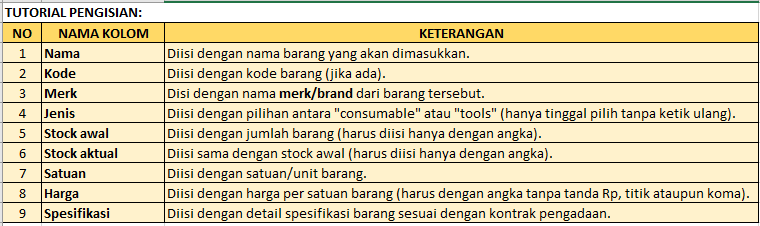 TUTORIAL PENGISIAN:
NO NAMA KOLOM KETERANGAN
1 Nama Diisi dengan nama barang yang akan dimasukkan.
2 Kode Diisi dengan kode barang (jika ada).
3 Merk Disi dengan nama merk/brand dari barang tersebut.
4 Jenis Diisi dengan pilihan antara "consumable" atau "tools" (hanya tinggal pilih tanpa ketik ulang).
5 Stock awal Diisi dengan jumlah barang (harus diisi hanya dengan angka).
6 Stock aktual Diisi sama dengan stock awal (harus diisi hanya dengan angka).
7 Satuan Diisi dengan satuan/unit barang.
8 Harga Diisi dengan harga per satuan barang (harus dengan angka tanpa tanda Rp, titik ataupun koma).
9 Spesifikasi Diisi dengan detail spesifikasi barang sesuai dengan kontrak pengadaan.